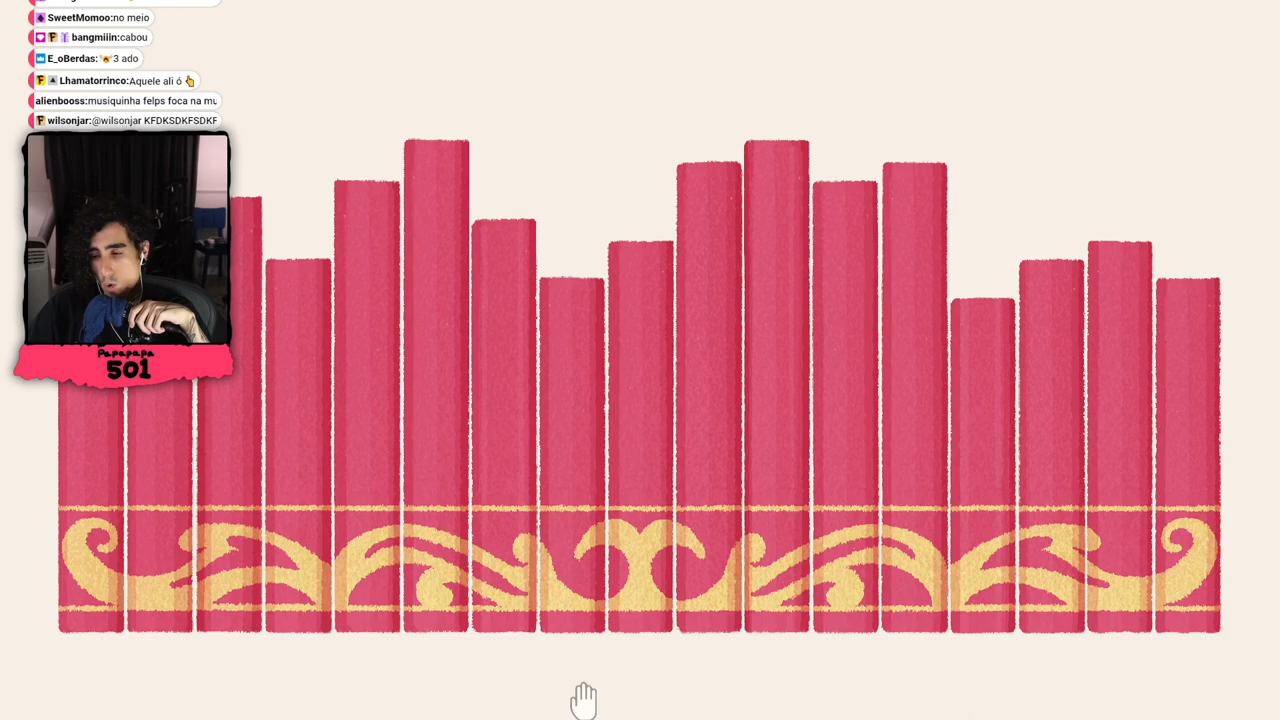 SweetMomoo:no meio
bangmiiin:cabou
E_oBerdas:3 ado
Lhamatorrinco:Aquele ali ó
alienbooss:musiquinha felps foca na mu
wilsonjar:@wilsonjar KFDKSDKFSDKF
Papapapa
501